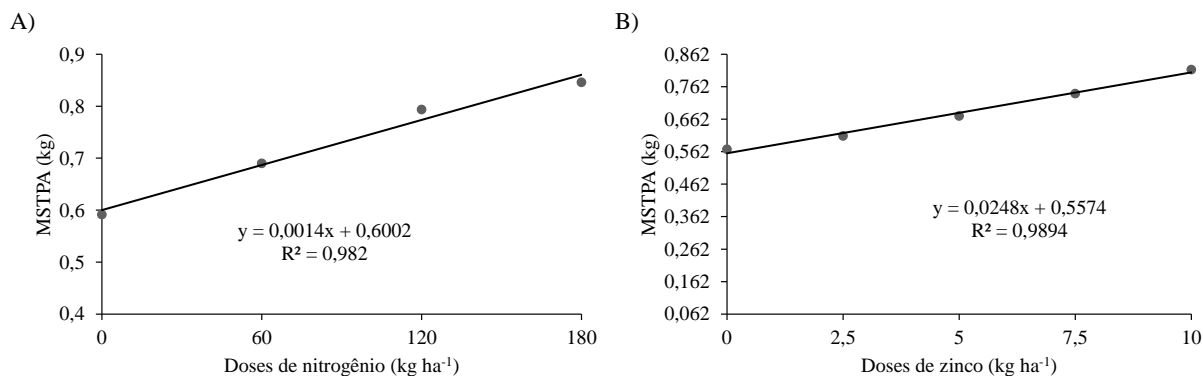 A)
0,9
0,8
0,7
0,6
0,5
0,4
MSTPA (kg)
y = 0,0014x + 0,6002
R² = 0,982
0 60 120 180
Doses de nitrogênio (kg ha⁻¹)
B)
0,862
0,762
0,662
0,562
0,462
0,362
0,262
0,162
0,062
MSTPA (kg)
y = 0,0248x + 0,5574
R² = 0,9894
0 2,5 5 7,5 10
Doses de zinco (kg ha⁻¹)